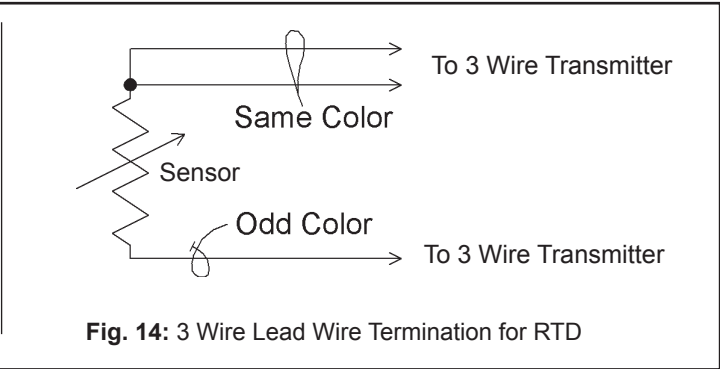 To 3 Wire Transmitter
Same Color
Sensor
Odd Color
To 3 Wire Transmitter
Fig. 14: 3 Wire Lead Wire Termination for RTD